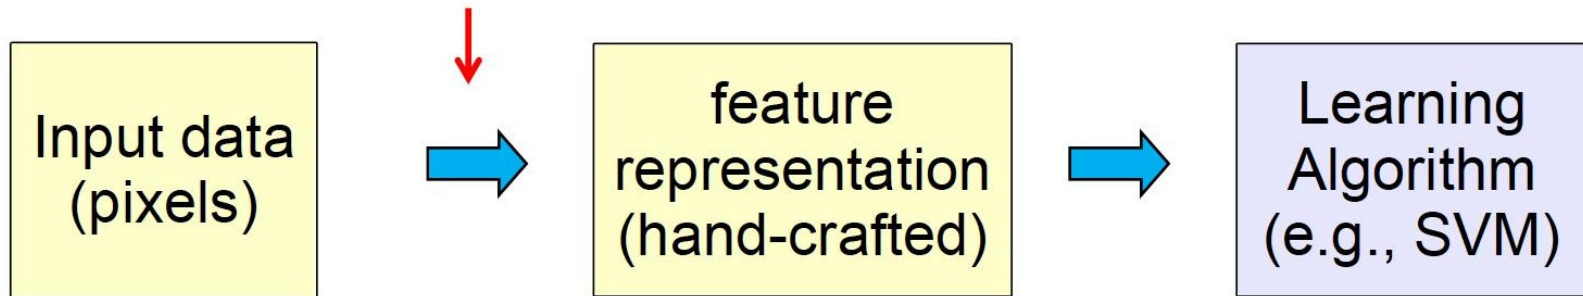 Input data
(pixels)
feature
representation
(hand-crafted)
Learning
Algorithm
(e.g., SVM)